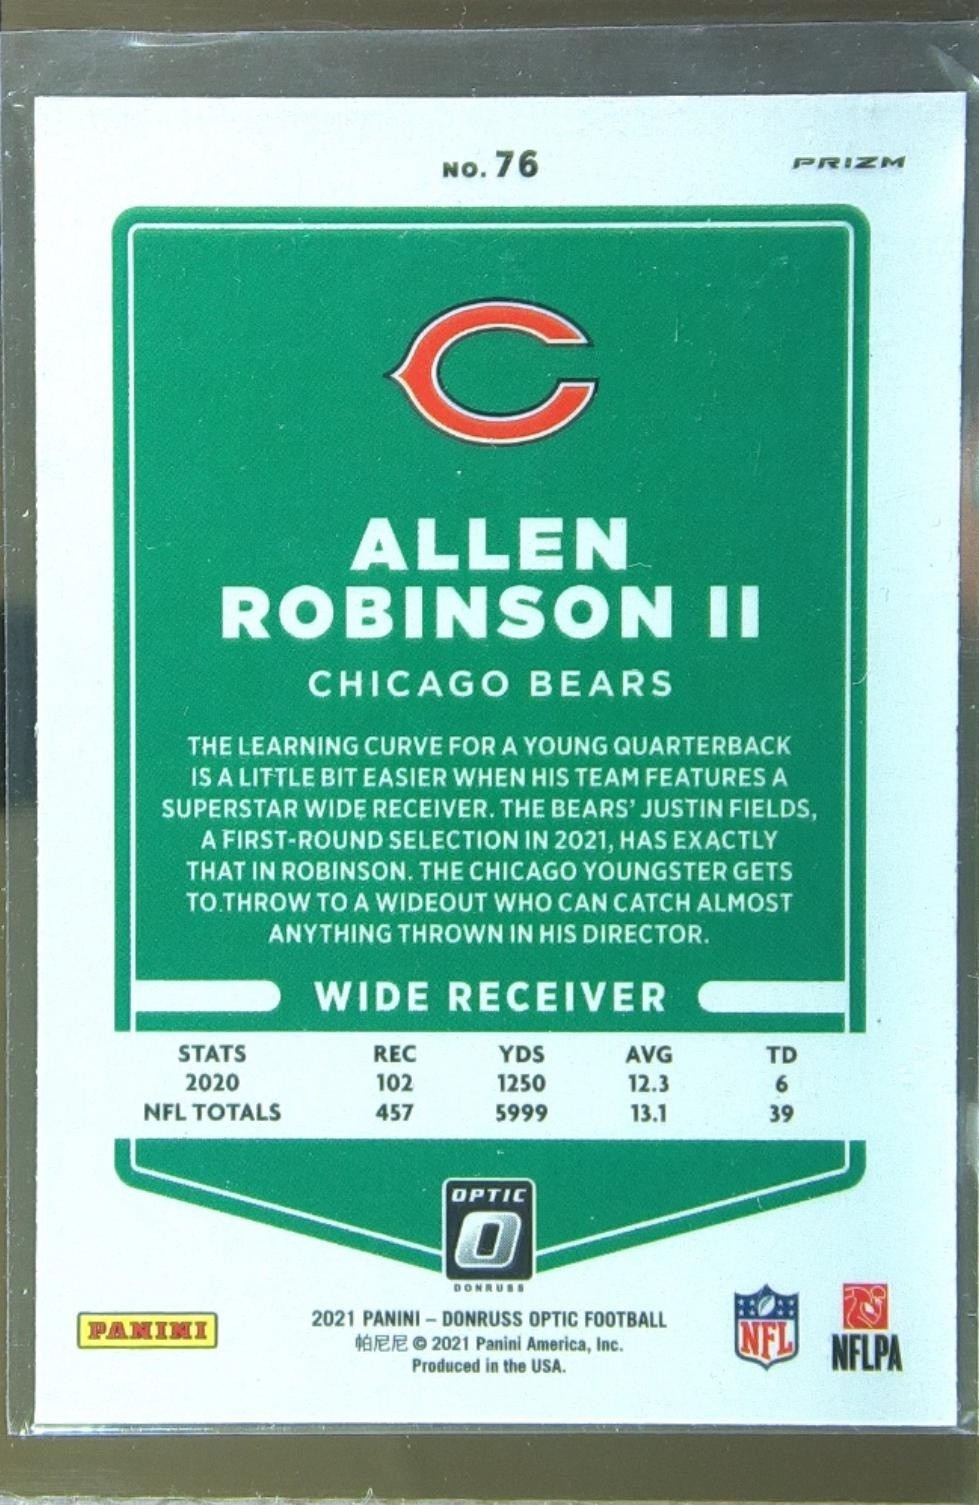 NO. 76
PRIZM
ALLEN
ROBINSON II
CHICAGO BEARS
THE LEARNING CURVE FOR A YOUNG QUARTERBACK
IS A LITTLE BIT EASIER WHEN HIS TEAM FEATURES A
SUPERSTAR WIDE RECEIVER. THE BEARS' JUSTIN FIELDS,
A FIRST-ROUND SELECTION IN 2021, HAS EXACTLY
THAT IN ROBINSON. THE CHICAGO YOUNGSTER GETS
TO THROW TO A WIDEOUT WHO CAN CATCH ALMOST
ANYTHING THROWN IN HIS DIRECTOR.
WIDE RECEIVER
STATS REC YDS AVG TD
2020 102 1250 12.3 6
NFL TOTALS 457 5999 13.1 39
OPTIC
O
DONRUSS
PANINI
2021 PANINI – DONRUSS OPTIC FOOTBALL
帕尼尼 © 2021 Panini America, Inc.
Produced in the USA.
NFL
NFLPA